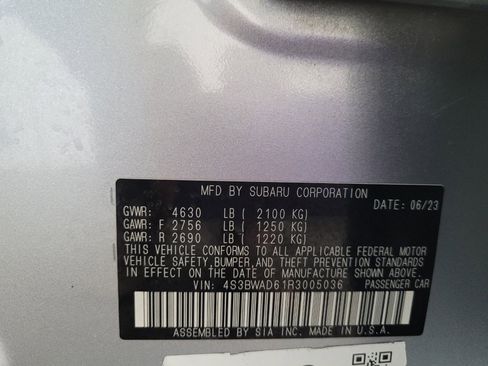 MFD BY SUBARU CORPORATION
DATE: 06/23
GVWR: 4630 LB ( 2100 KG)
GAWR: F 2756 LB ( 1250 KG)
GAWR: R 2690 LB ( 1220 KG)
THIS VEHICLE CONFORMS TO ALL APPLICABLE FEDERAL MOTOR
VEHICLE SAFETY,BUMPER,AND THEFT PREVENTION STANDARDS
IN EFFECT ON THE DATE OF MANUFACTURE SHOWN ABOVE.
VIN: 4S3BWAD61R3005036 PASSENGER CAR
ASSEMBLED BY SIA INC. MADE IN U.S.A.